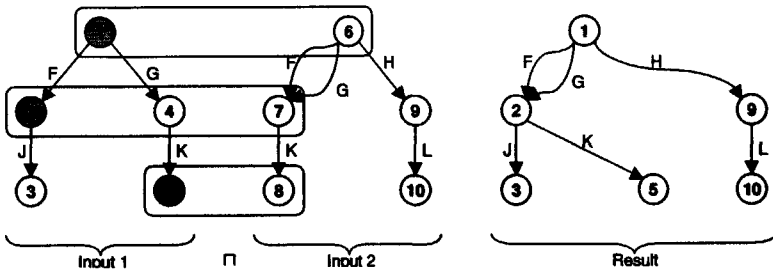 6 1
F G F G H F G H
4 7 9 2 9
J K K L J K L
3 8 10 3 5 10
Input 1 ⊓ Input 2 Result